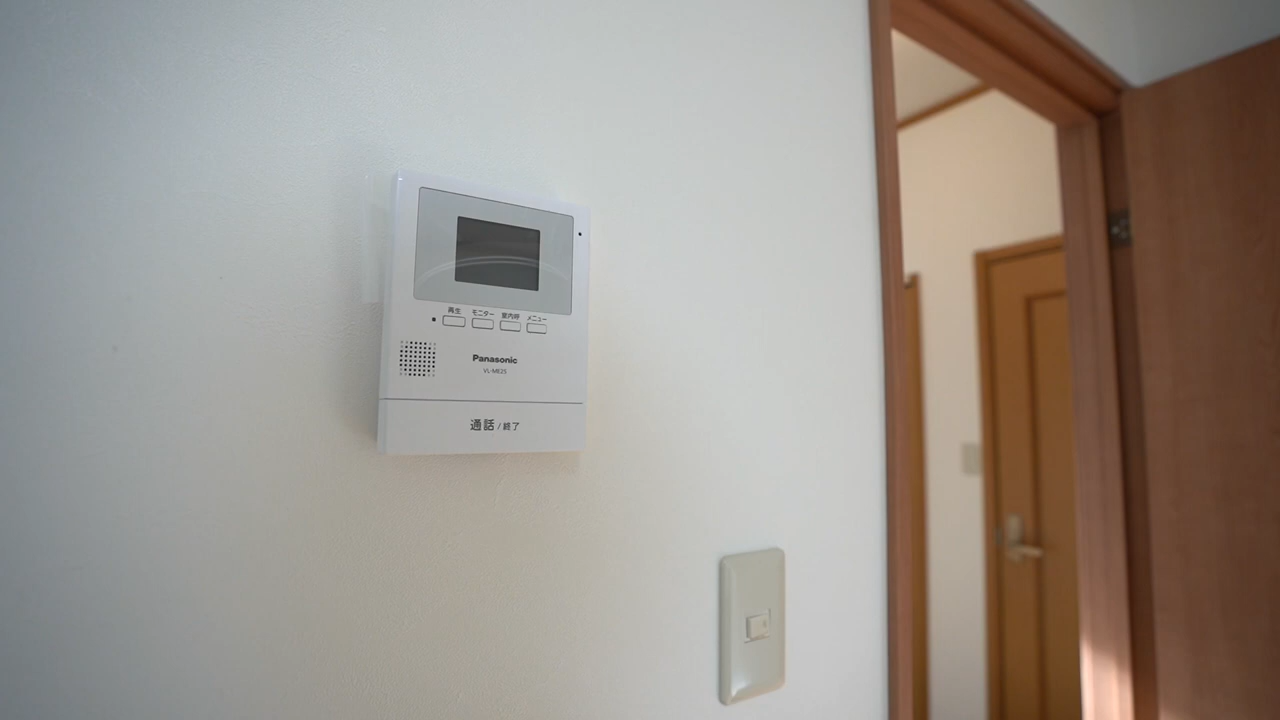 再生 モニター 室内呼 メニュー
Panasonic
VL-ME25
通話 / 終了